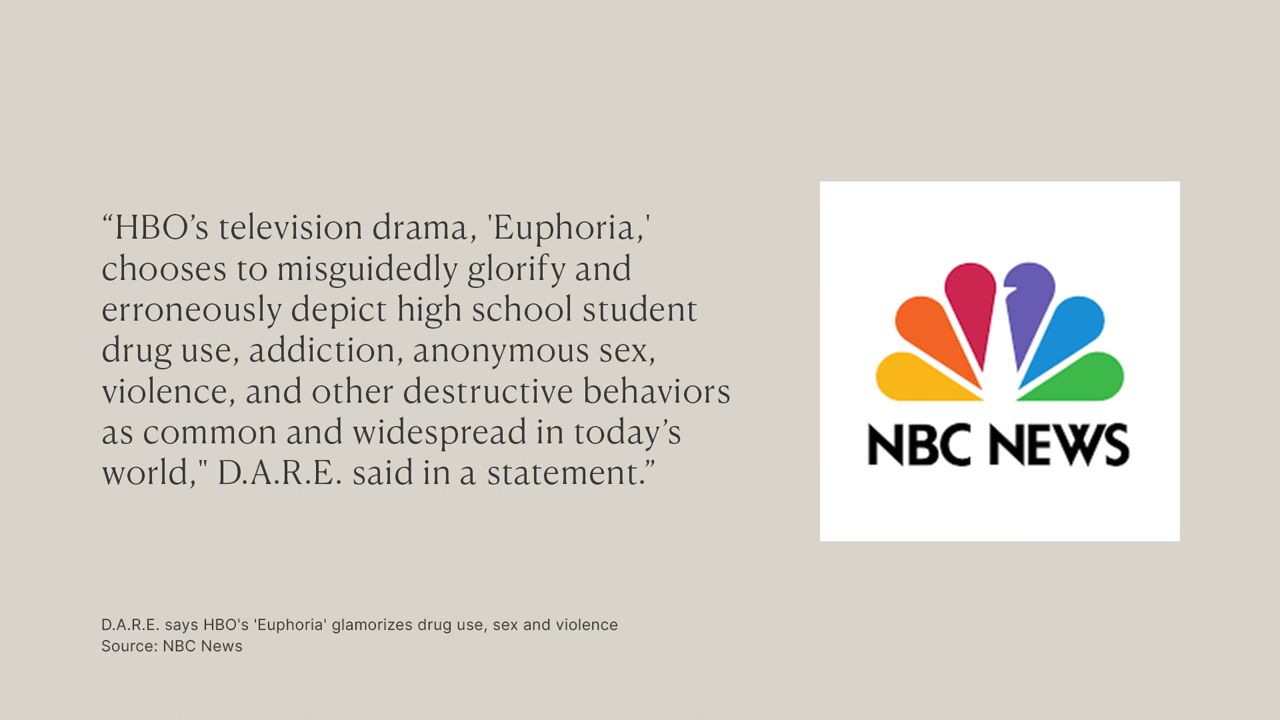 “HBO’s television drama, 'Euphoria,'
chooses to misguidedly glorify and
erroneously depict high school student
drug use, addiction, anonymous sex,
violence, and other destructive behaviors
as common and widespread in today’s
world," D.A.R.E. said in a statement.”
NBC NEWS
D.A.R.E. says HBO's 'Euphoria' glamorizes drug use, sex and violence
Source: NBC News